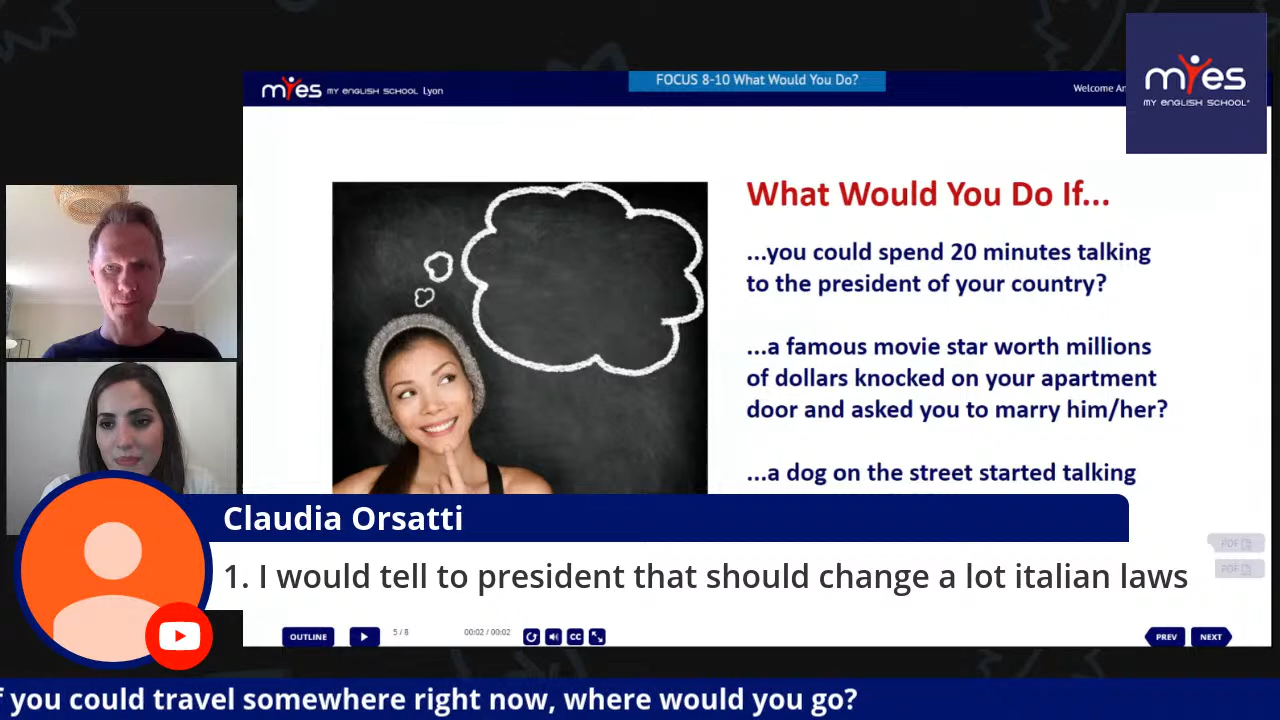 myes
MY ENGLISH SCHOOL
myes MY ENGLISH SCHOOL Lyon
FOCUS 8-10 What Would You Do?
Welcome
What Would You Do If...
...you could spend 20 minutes talking
to the president of your country?
...a famous movie star worth millions
of dollars knocked on your apartment
door and asked you to marry him/her?
...a dog on the street started talking
Claudia Orsatti
1. I would tell to president that should change a lot italian laws
PDF
PDF
OUTLINE
5 / 8
00:02 / 00:02
CC
PREV
NEXT
you could travel somewhere right now, where would you go?